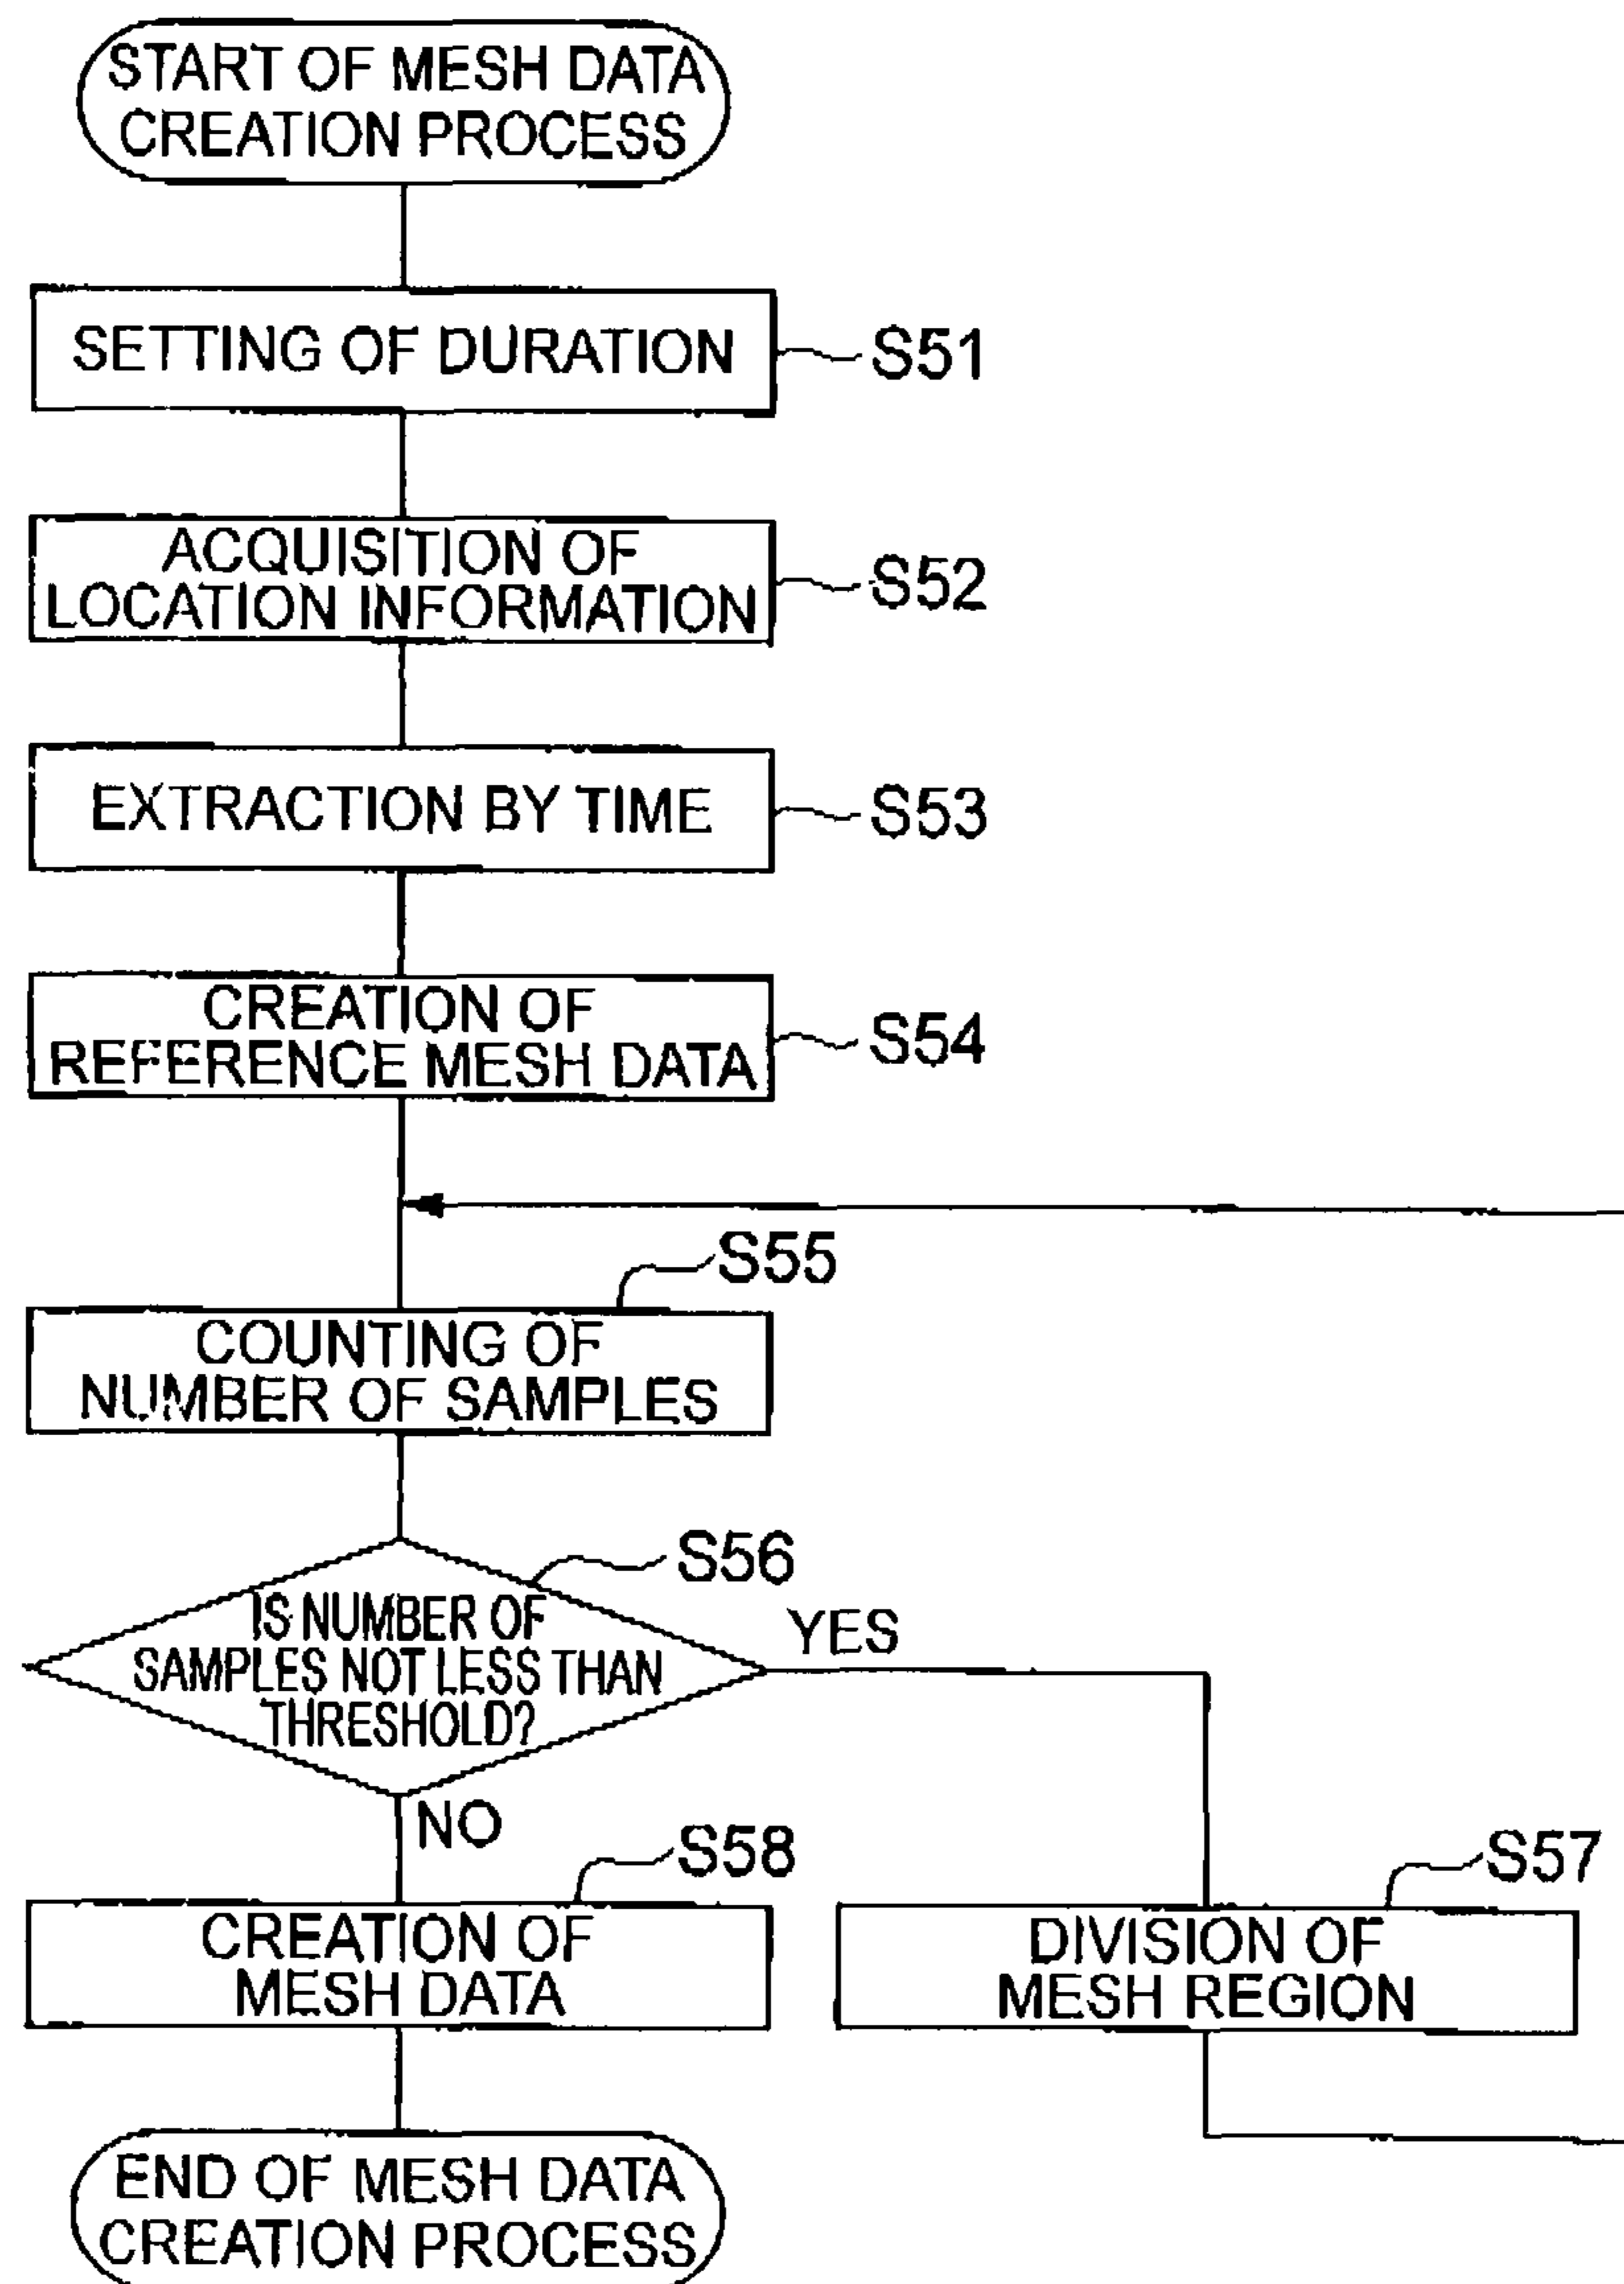 START OF MESH DATA
CREATION PROCESS
SETTING OF DURATION
S51
ACQUISITION OF
LOCATION INFORMATION
S52
EXTRACTION BY TIME
S53
CREATION OF
REFERENCE MESH DATA
S54
S55
COUNTING OF
NUMBER OF SAMPLES
S56
IS NUMBER OF
SAMPLES NOT LESS THAN
THRESHOLD?
YES
NO
S58
CREATION OF
MESH DATA
S57
DIVISION OF
MESH REGION
END OF MESH DATA
CREATION PROCESS